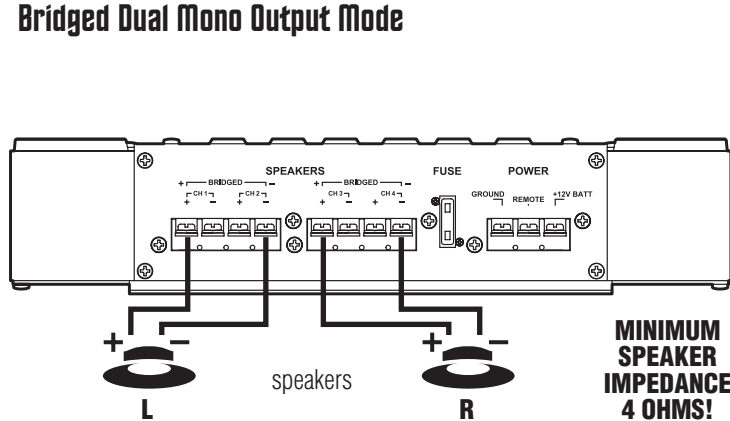 Bridged Dual Mono Output Mode
SPEAKERS FUSE POWER
+ BRIDGED – + BRIDGED –
CH 1 CH 2 CH 3 CH 4
+ – + – + – + –
GROUND REMOTE +12V BATT
+ – + –
speakers
L R
MINIMUM
SPEAKER
IMPEDANCE
4 OHMS!